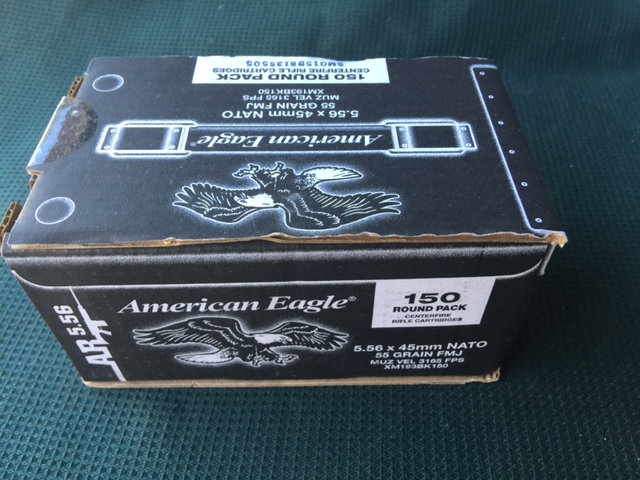 150 ROUND PACK
CENTERFIRE RIFLE CARTRIDGES
XM193BK150
MUZ VEL 3165 FPS
55 GRAIN FMJ
5.56 x 45mm NATO
American Eagle
American Eagle®
150
ROUND PACK
CENTERFIRE
RIFLE CARTRIDGES
5.56 x 45mm NATO
55 GRAIN FMJ
MUZ VEL 3165 FPS
XM193BK150
AR 5.56